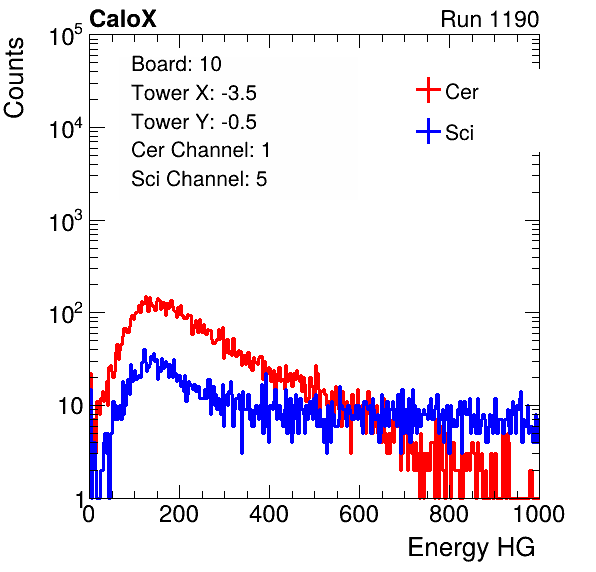 CaloX Run 1190
Counts
Board: 10
Tower X: -3.5
Tower Y: -0.5
Cer Channel: 1
Sci Channel: 5
Cer
Sci
10^5
10^4
10^3
10^2
10
1
0 200 400 600 800 1000
Energy HG